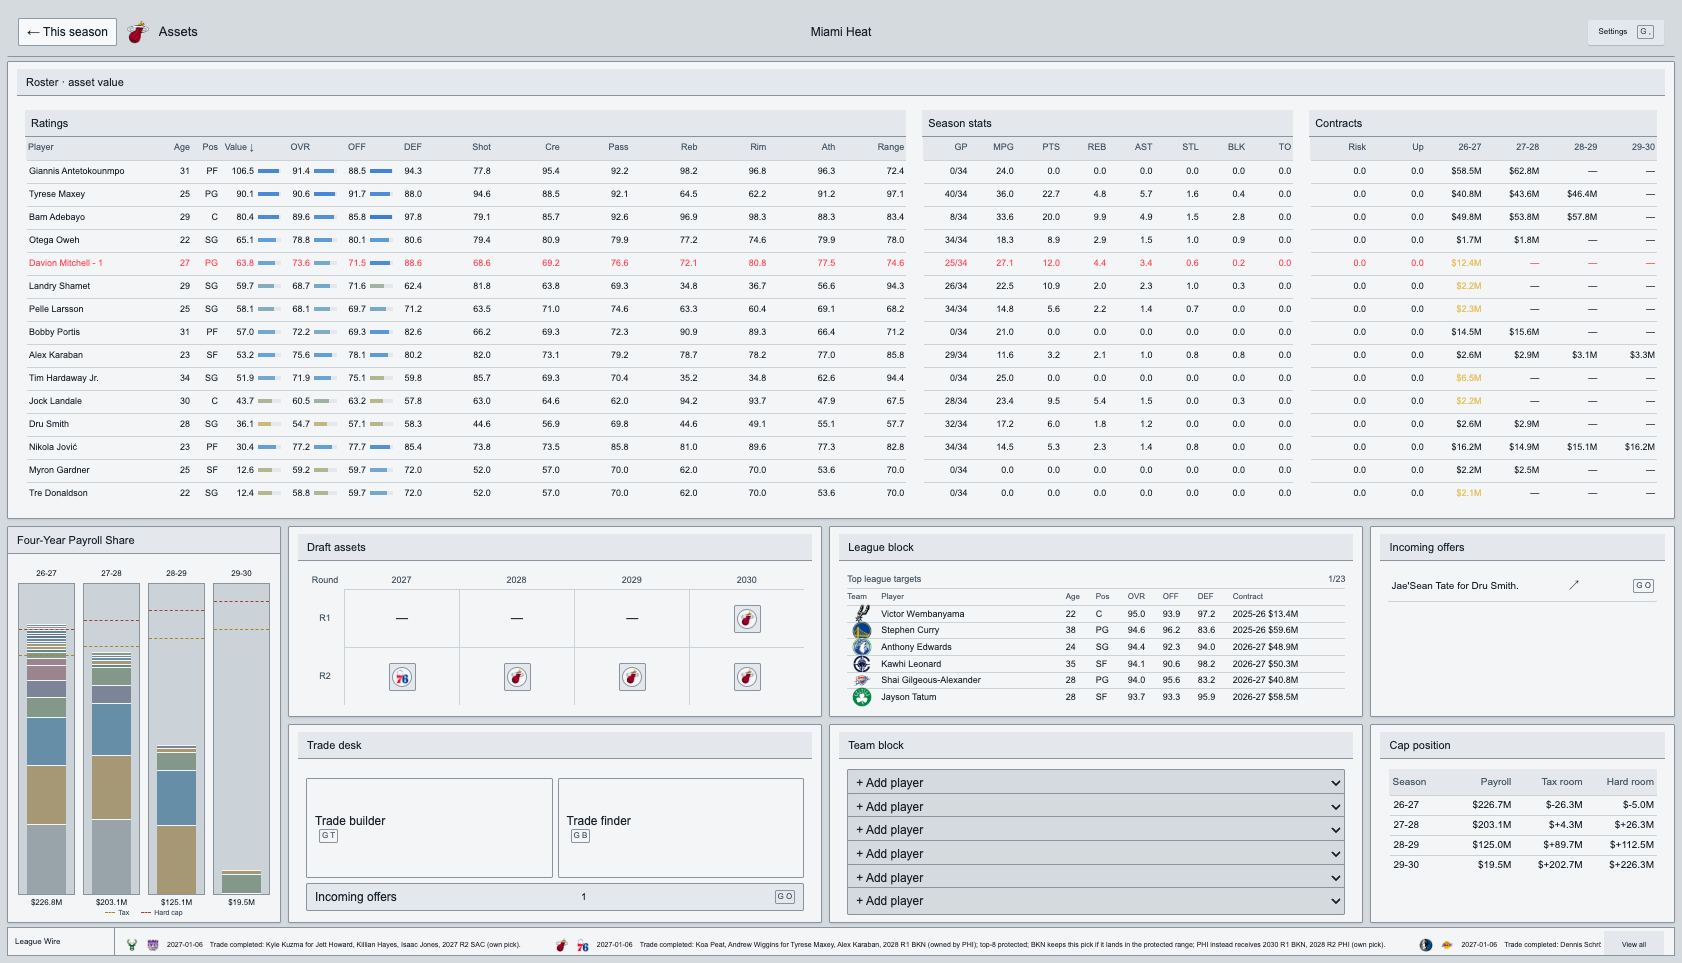 ← This season
Assets
Miami Heat
Settings G ,
Roster · asset value
Ratings
Season stats
Contracts
Player Age Pos Value ↓ OVR OFF DEF Shot Cre Pass Reb Rim Ath Range GP MPG PTS REB AST STL BLK TO Risk Up 26-27 27-28 28-29 29-30
Giannis Antetokounmpo 31 PF 106.5 91.4 88.5 94.3 77.8 95.4 92.2 98.2 96.8 96.3 72.4 0/34 24.0 0.0 0.0 0.0 0.0 0.0 0.0 0.0 0.0 $58.5M $62.8M — —
Tyrese Maxey 25 PG 90.1 90.6 91.7 88.0 94.6 88.5 92.1 64.5 62.2 91.2 97.1 40/34 36.0 22.7 4.8 5.7 1.6 0.4 0.0 0.0 0.0 $40.8M $43.6M $46.4M —
Bam Adebayo 29 C 80.4 89.6 85.8 97.8 79.1 85.7 92.6 96.9 98.3 88.3 83.4 8/34 33.6 20.0 9.9 4.9 1.5 2.8 0.0 0.0 0.0 $49.8M $53.8M $57.8M —
Otega Oweh 22 SG 65.1 78.8 80.1 80.6 79.4 80.9 79.9 77.2 74.6 79.9 78.0 34/34 18.3 8.9 2.9 1.5 1.0 0.9 0.0 0.0 0.0 $1.7M $1.8M — —
Davion Mitchell - 1 27 PG 63.8 73.6 71.5 88.6 68.6 69.2 76.6 72.1 80.8 77.5 74.6 25/34 27.1 12.0 4.4 3.4 0.6 0.2 0.0 0.0 0.0 $12.4M — — —
Landry Shamet 29 SG 59.7 68.7 71.6 62.4 81.8 63.8 69.3 34.8 36.7 56.6 94.3 26/34 22.5 10.9 2.0 2.3 1.0 0.3 0.0 0.0 0.0 $2.2M — — —
Pelle Larsson 25 SG 58.1 68.1 69.7 71.2 63.5 71.0 74.6 63.3 60.4 69.1 68.2 34/34 14.8 5.6 2.2 1.4 0.7 0.0 0.0 0.0 0.0 $2.3M — — —
Bobby Portis 31 PF 57.0 72.2 69.3 82.6 66.2 69.3 72.3 90.9 89.3 66.4 71.2 0/34 21.0 0.0 0.0 0.0 0.0 0.0 0.0 0.0 0.0 $14.5M $15.6M — —
Alex Karaban 23 SF 53.2 75.6 78.1 80.2 82.0 73.1 79.2 78.7 78.2 77.0 85.8 29/34 11.6 3.2 2.1 1.0 0.8 0.8 0.0 0.0 0.0 $2.6M $2.9M $3.1M $3.3M
Tim Hardaway Jr. 34 SG 51.9 71.9 75.1 59.8 85.7 69.3 70.4 35.2 34.8 62.6 94.4 0/34 25.0 0.0 0.0 0.0 0.0 0.0 0.0 0.0 0.0 $6.5M — — —
Jock Landale 30 C 43.7 60.5 63.2 57.8 63.0 64.6 62.0 94.2 93.7 47.9 67.5 28/34 23.4 9.5 5.4 1.5 0.0 0.3 0.0 0.0 0.0 $2.2M — — —
Dru Smith 28 SG 36.1 54.7 57.1 58.3 44.6 56.9 69.8 44.6 49.1 55.1 57.7 32/34 17.2 6.0 1.8 1.2 0.0 0.0 0.0 0.0 0.0 $2.6M $2.9M — —
Nikola Jović 23 PF 30.4 77.2 77.7 85.4 73.8 73.5 85.8 81.0 89.6 77.3 82.8 34/34 14.5 5.3 2.3 1.4 0.8 0.0 0.0 0.0 0.0 $16.2M $14.9M $15.1M $16.2M
Myron Gardner 25 SF 12.6 59.2 59.7 72.0 52.0 57.0 70.0 62.0 70.0 53.6 70.0 0/34 0.0 0.0 0.0 0.0 0.0 0.0 0.0 0.0 0.0 $2.2M $2.5M — —
Tre Donaldson 22 SG 12.4 58.8 59.7 72.0 52.0 57.0 70.0 62.0 70.0 53.6 70.0 0/34 0.0 0.0 0.0 0.0 0.0 0.0 0.0 0.0 0.0 $2.1M — — —
Four-Year Payroll Share
26-27 27-28 28-29 29-30
$226.8M $203.1M $125.1M $19.5M
Tax Hard cap
Draft assets
Round 2027 2028 2029 2030
R1 — — —
R2
76
League block
Top league targets 1/23
Team Player Age Pos OVR OFF DEF Contract
Victor Wembanyama 22 C 95.0 93.9 97.2 2025-26 $13.4M
Stephen Curry 38 PG 94.6 96.2 83.6 2025-26 $59.6M
Anthony Edwards 24 SG 94.4 92.3 94.0 2026-27 $48.9M
Kawhi Leonard 35 SF 94.1 90.6 98.2 2026-27 $50.3M
Shai Gilgeous-Alexander 28 PG 94.0 95.6 83.2 2026-27 $40.8M
Jayson Tatum 28 SF 93.7 93.3 95.9 2026-27 $58.5M
Incoming offers
Jae'Sean Tate for Dru Smith. G O
Trade desk
Trade builder
G T
Trade finder
G B
Incoming offers 1 G O
Team block
+ Add player
+ Add player
+ Add player
+ Add player
+ Add player
+ Add player
Cap position
Season Payroll Tax room Hard room
26-27 $226.7M $-26.3M $-5.0M
27-28 $203.1M $+4.3M $+26.3M
28-29 $125.0M $+89.7M $+112.5M
29-30 $19.5M $+202.7M $+226.3M
League Wire
2027-01-06 Trade completed: Kyle Kuzma for Jett Howard, Killian Hayes, Isaac Jones, 2027 R2 SAC (own pick).
76
2027-01-06 Trade completed: Koa Peat, Andrew Wiggins for Tyrese Maxey, Alex Karaban, 2028 R1 BKN (owned by PHI); top-8 protected; BKN keeps this pick if it lands in the protected range; PHI instead receives 2030 R1 BKN, 2028 R2 PHI (own pick).
2027-01-06 Trade completed: Dennis Schrö
View all